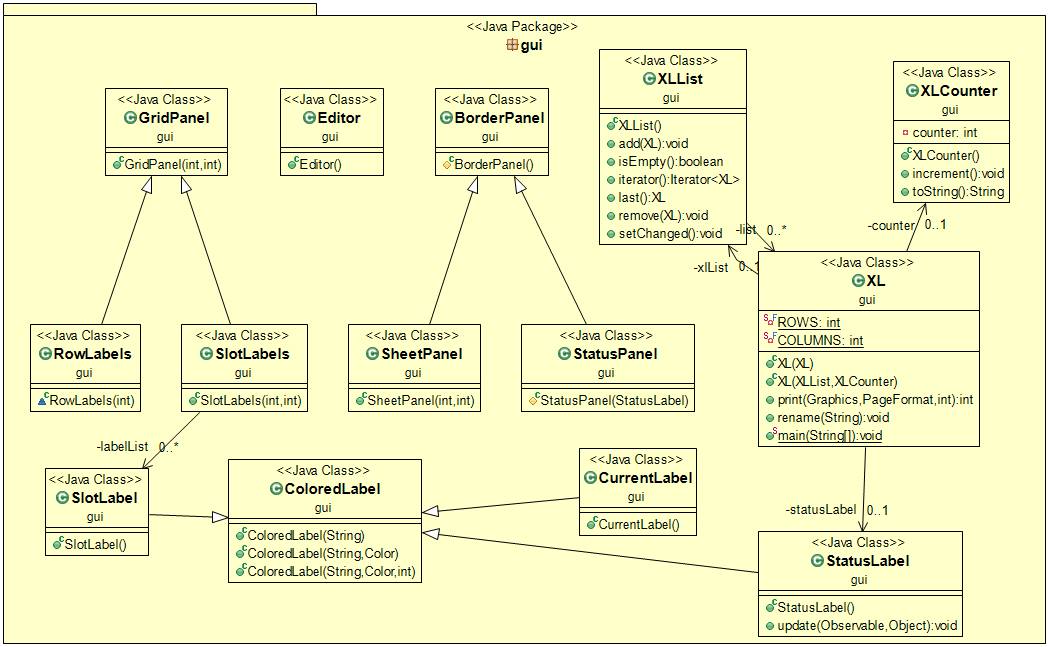 <<Java Package>>
gui
<<Java Class>>
GridPanel
gui
GridPanel(int,int)
<<Java Class>>
Editor
gui
Editor()
<<Java Class>>
BorderPanel
gui
BorderPanel()
<<Java Class>>
XLList
gui
XLList()
add(XL):void
isEmpty():boolean
iterator():Iterator<XL>
last():XL
remove(XL):void
setChanged():void
<<Java Class>>
XLCounter
gui
counter: int
XLCounter()
increment():void
toString():String
-list 0..*
-counter 0..1
-xlList 0..1
<<Java Class>>
XL
gui
ROWS: int
COLUMNS: int
XL(XL)
XL(XLList,XLCounter)
print(Graphics,PageFormat,int):int
rename(String):void
main(String[]):void
<<Java Class>>
RowLabels
gui
RowLabels(int)
<<Java Class>>
SlotLabels
gui
SlotLabels(int,int)
<<Java Class>>
SheetPanel
gui
SheetPanel(int,int)
<<Java Class>>
StatusPanel
gui
StatusPanel(StatusLabel)
-labelList 0..*
<<Java Class>>
SlotLabel
gui
SlotLabel()
<<Java Class>>
ColoredLabel
gui
ColoredLabel(String)
ColoredLabel(String,Color)
ColoredLabel(String,Color,int)
<<Java Class>>
CurrentLabel
gui
CurrentLabel()
-statusLabel 0..1
<<Java Class>>
StatusLabel
gui
StatusLabel()
update(Observable,Object):void